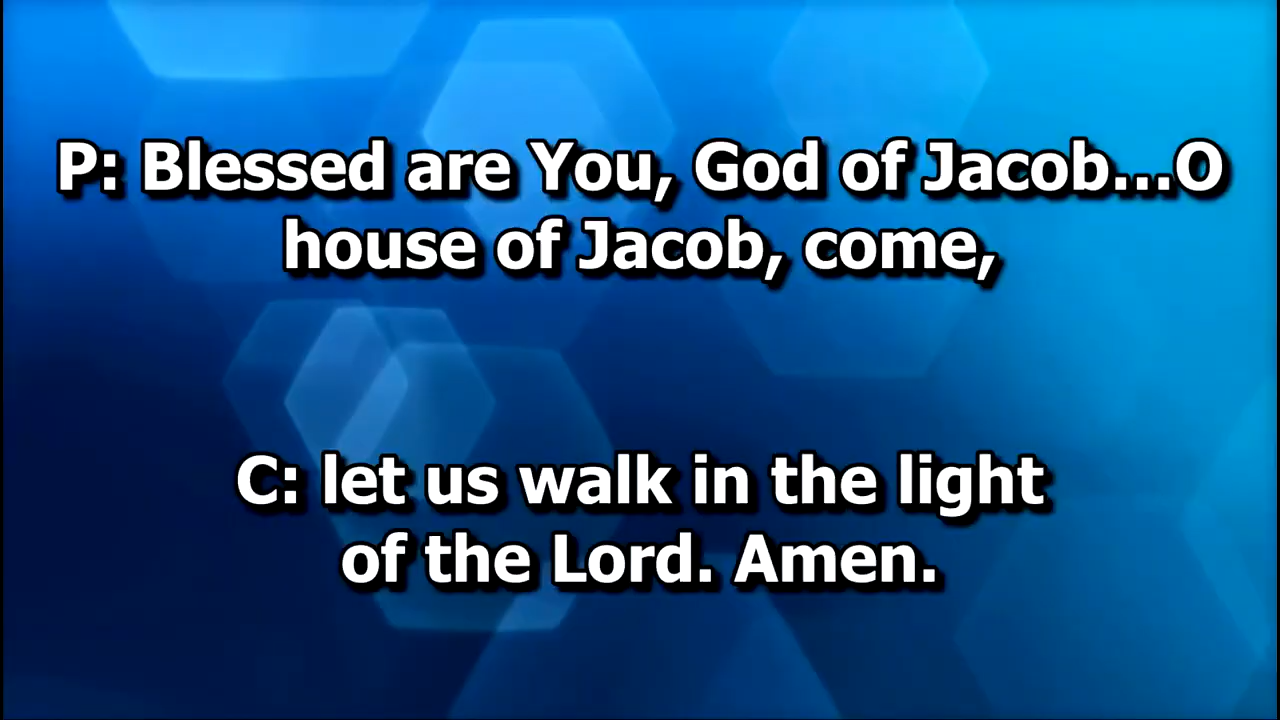 P: Blessed are You, God of Jacob...O
house of Jacob, come,
C: let us walk in the light
of the Lord. Amen.